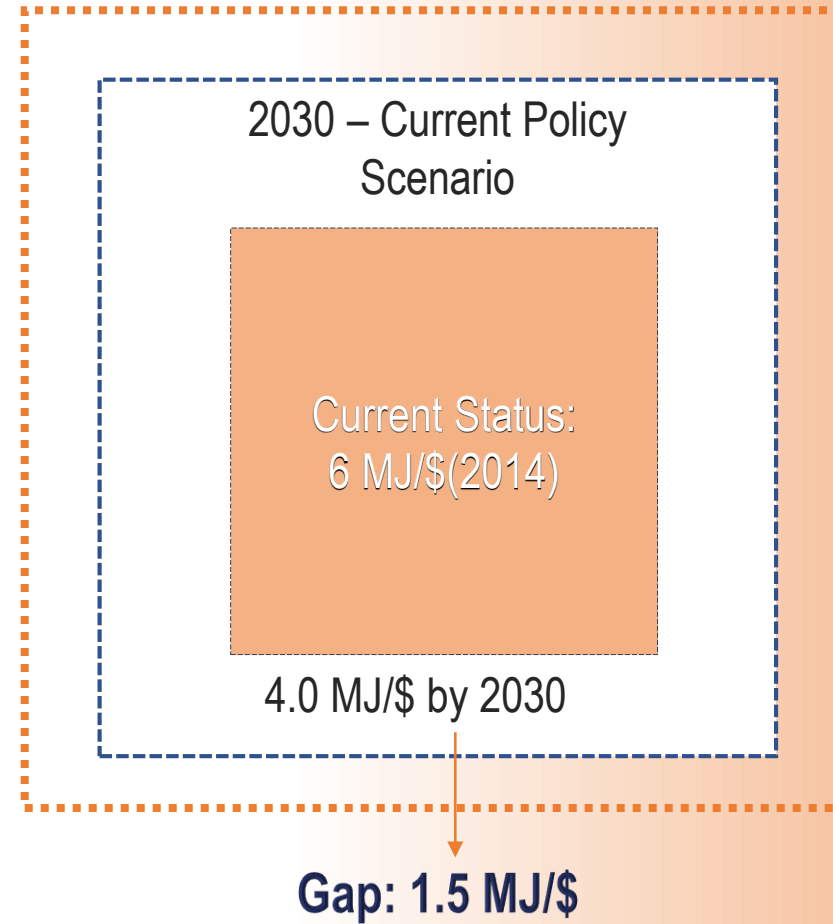 2030 – Current Policy
Scenario
Current Status:
6 MJ/$(2014)
4.0 MJ/$ by 2030
Gap: 1.5 MJ/$